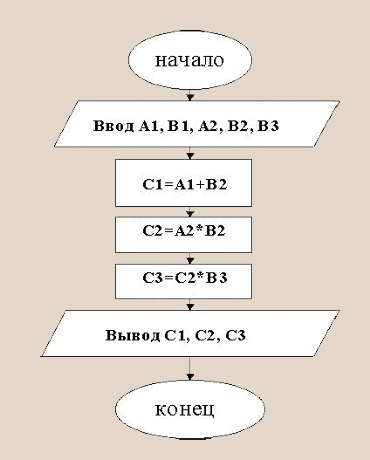 начало
Ввод A1, B1, A2, B2, B3
C1=A1+B2
C2=A2*B2
C3=C2*B3
Вывод C1, C2, C3
конец